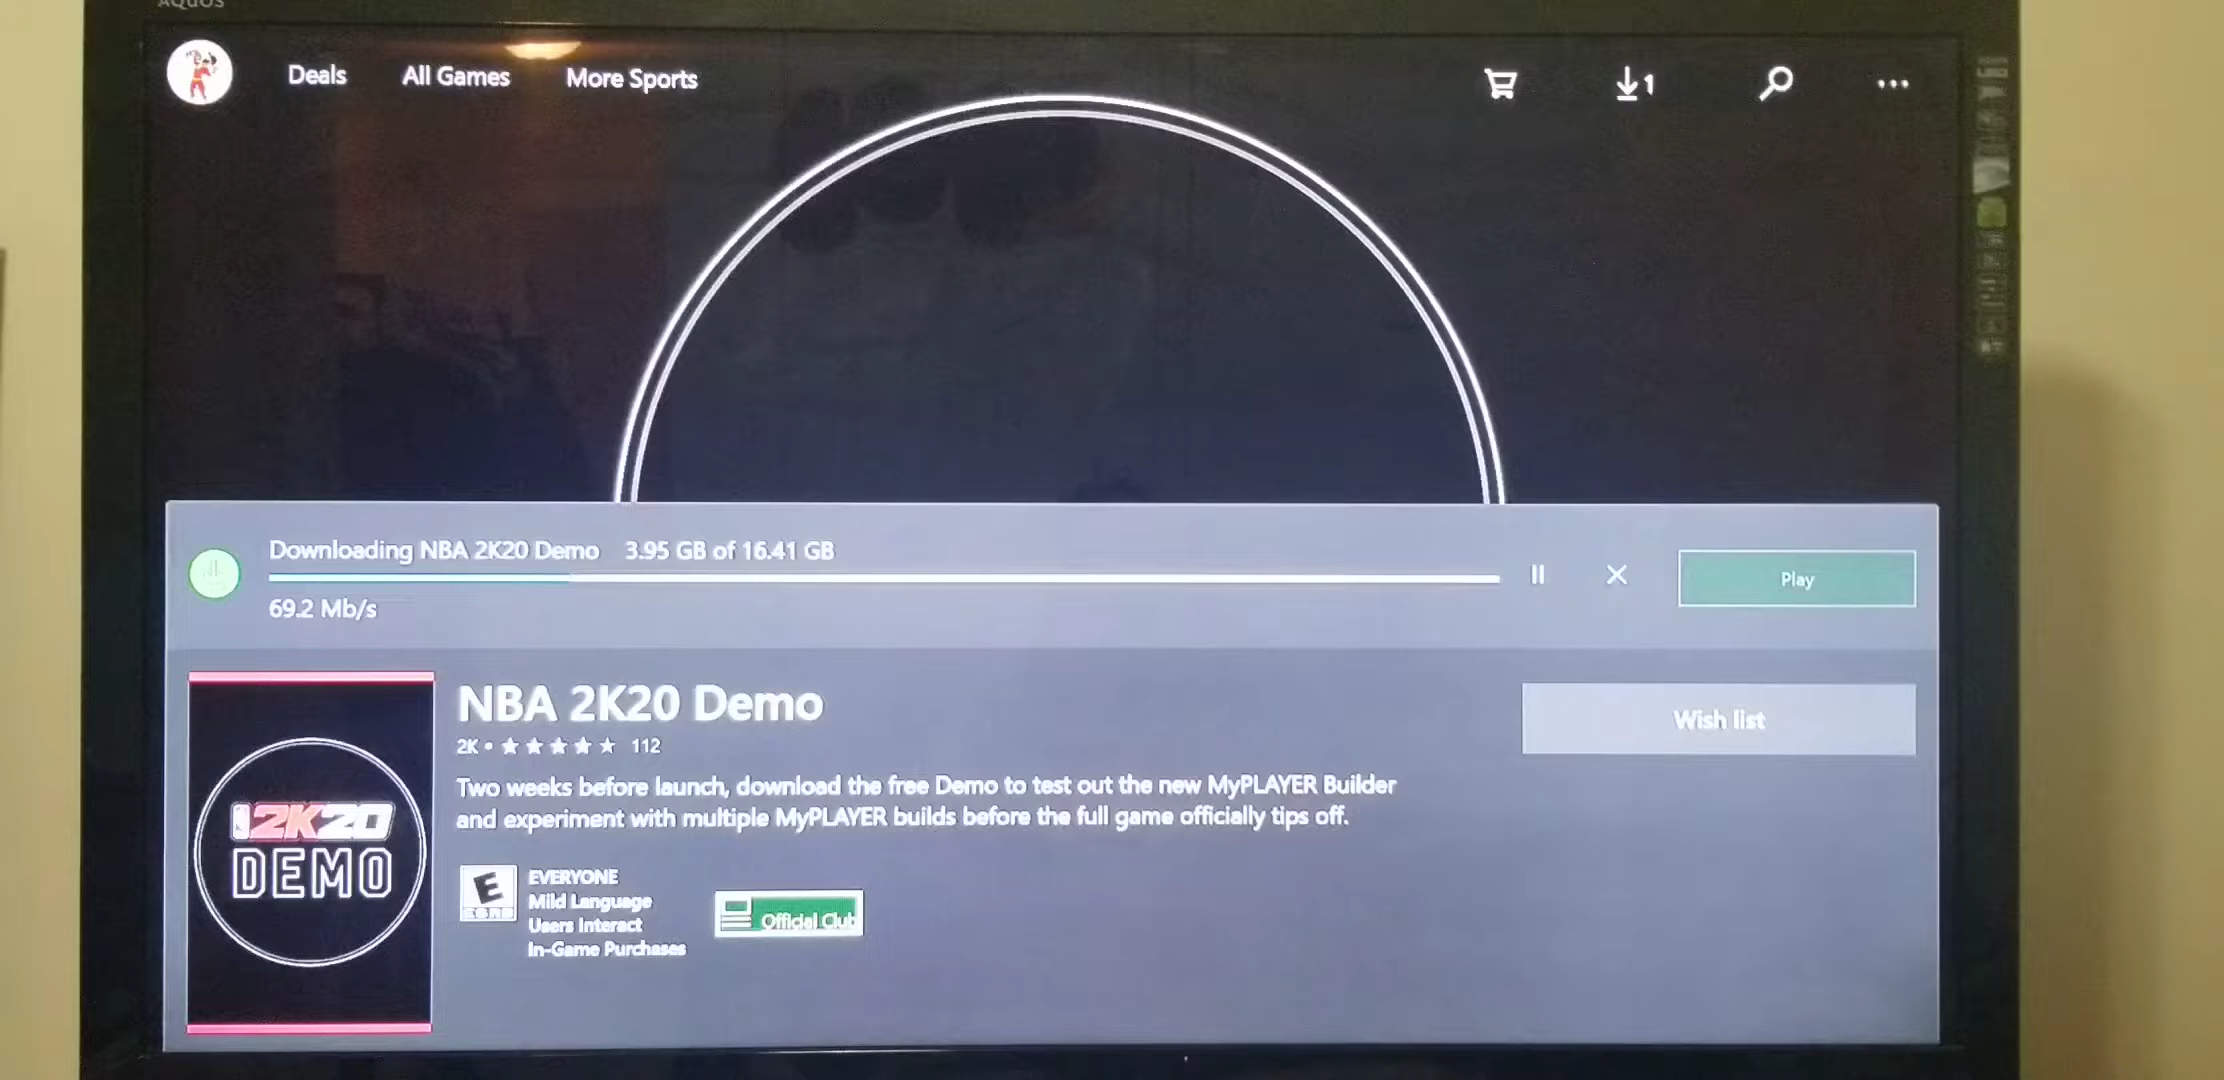 AQUOS
Deals All Games More Sports 1
Downloading NBA 2K20 Demo 3.95 GB of 16.41 GB
69.2 Mb/s
Play
NBA 2K20 Demo
2K • ★★★★★ 112
Wish list
Two weeks before launch, download the free Demo to test out the new MyPLAYER Builder
and experiment with multiple MyPLAYER builds before the full game officially tips off.
2K20
DEMO
E
ESRB
EVERYONE
Mild Language
Users Interact
In-Game Purchases
Official Club